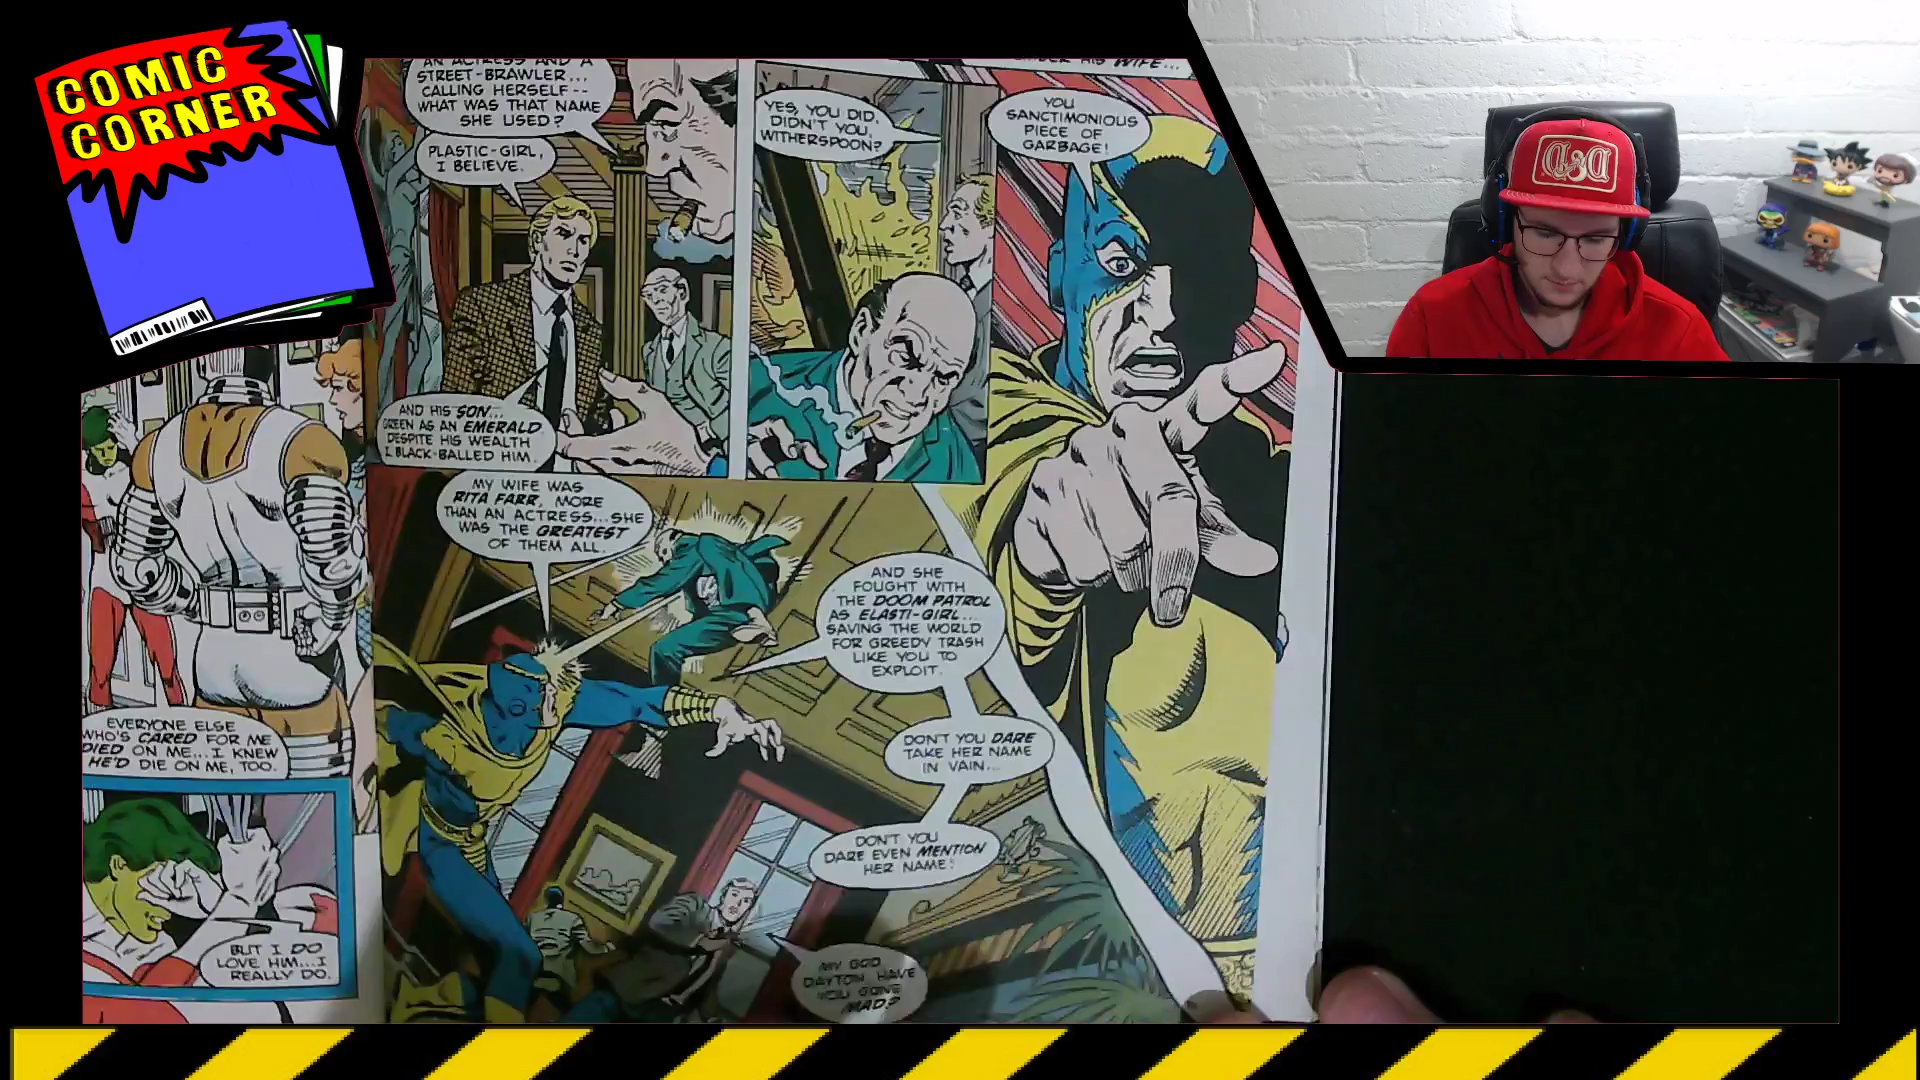 COMIC
CORNER
AN ACTRESS AND A
STREET-BRAWLER...
CALLING HERSELF--
WHAT WAS THAT NAME
SHE USED?
PLASTIC-GIRL,
I BELIEVE.
AND HIS SON...
GREEN AS AN EMERALD.
DESPITE HIS WEALTH
I BLACK-BALLED HIM.
WIFE...
YES, YOU DID,
DIDN'T YOU,
WITHERSPOON?
YOU
SANCTIMONIOUS
PIECE OF
GARBAGE!
MY WIFE WAS
RITA FARR, MORE
THAN AN ACTRESS...SHE
WAS THE GREATEST
OF THEM ALL.
AND SHE
FOUGHT WITH
THE DOOM PATROL
AS ELASTI-GIRL...
SAVING THE WORLD
FOR GREEDY TRASH
LIKE YOU TO
EXPLOIT.
DON'T YOU DARE
TAKE HER NAME
IN VAIN...
DON'T YOU
DARE EVEN MENTION
HER NAME!
MY GOD
DAYTON, HAVE
YOU GONE
MAD?
EVERYONE ELSE
WHO'S CARED FOR ME
DIED ON ME...I KNEW
HE'D DIE ON ME, TOO.
BUT I DO
LOVE HIM...I
REALLY DO.